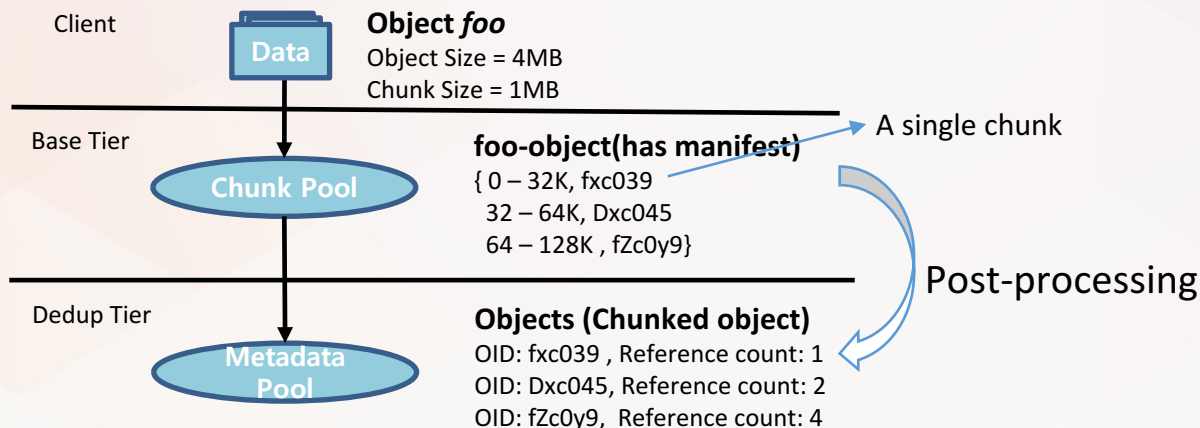 Client
Data
Object foo
Object Size = 4MB
Chunk Size = 1MB
Base Tier
Chunk Pool
foo-object(has manifest)
{ 0 – 32K, fxc039
32 – 64K, Dxc045
64 – 128K , fZc0y9}
A single chunk
Post-processing
Dedup Tier
Metadata
Pool
Objects (Chunked object)
OID: fxc039 , Reference count: 1
OID: Dxc045, Reference count: 2
OID: fZc0y9, Reference count: 4